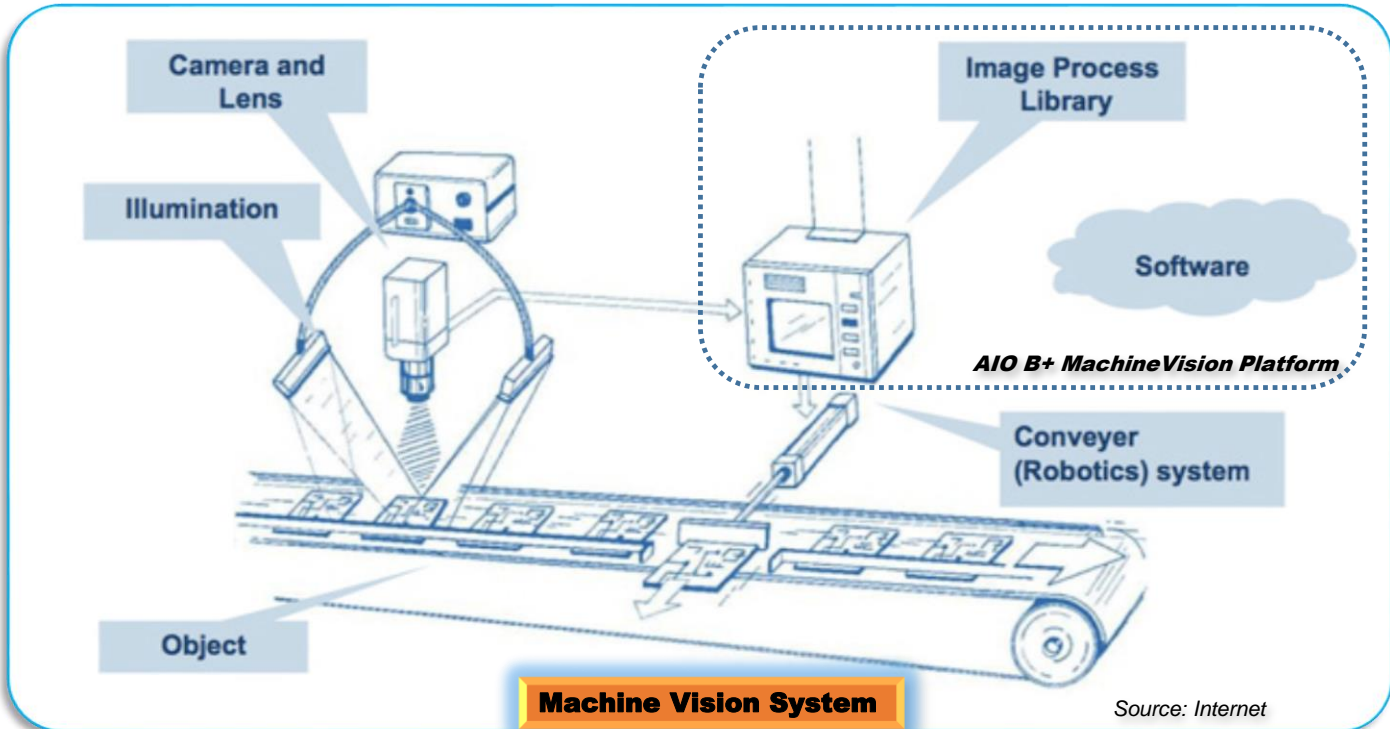 Camera and
Lens
Image Process
Library
Illumination
Software
AIO B+ MachineVision Platform
Conveyer
(Robotics) system
Object
Machine Vision System
Source: Internet